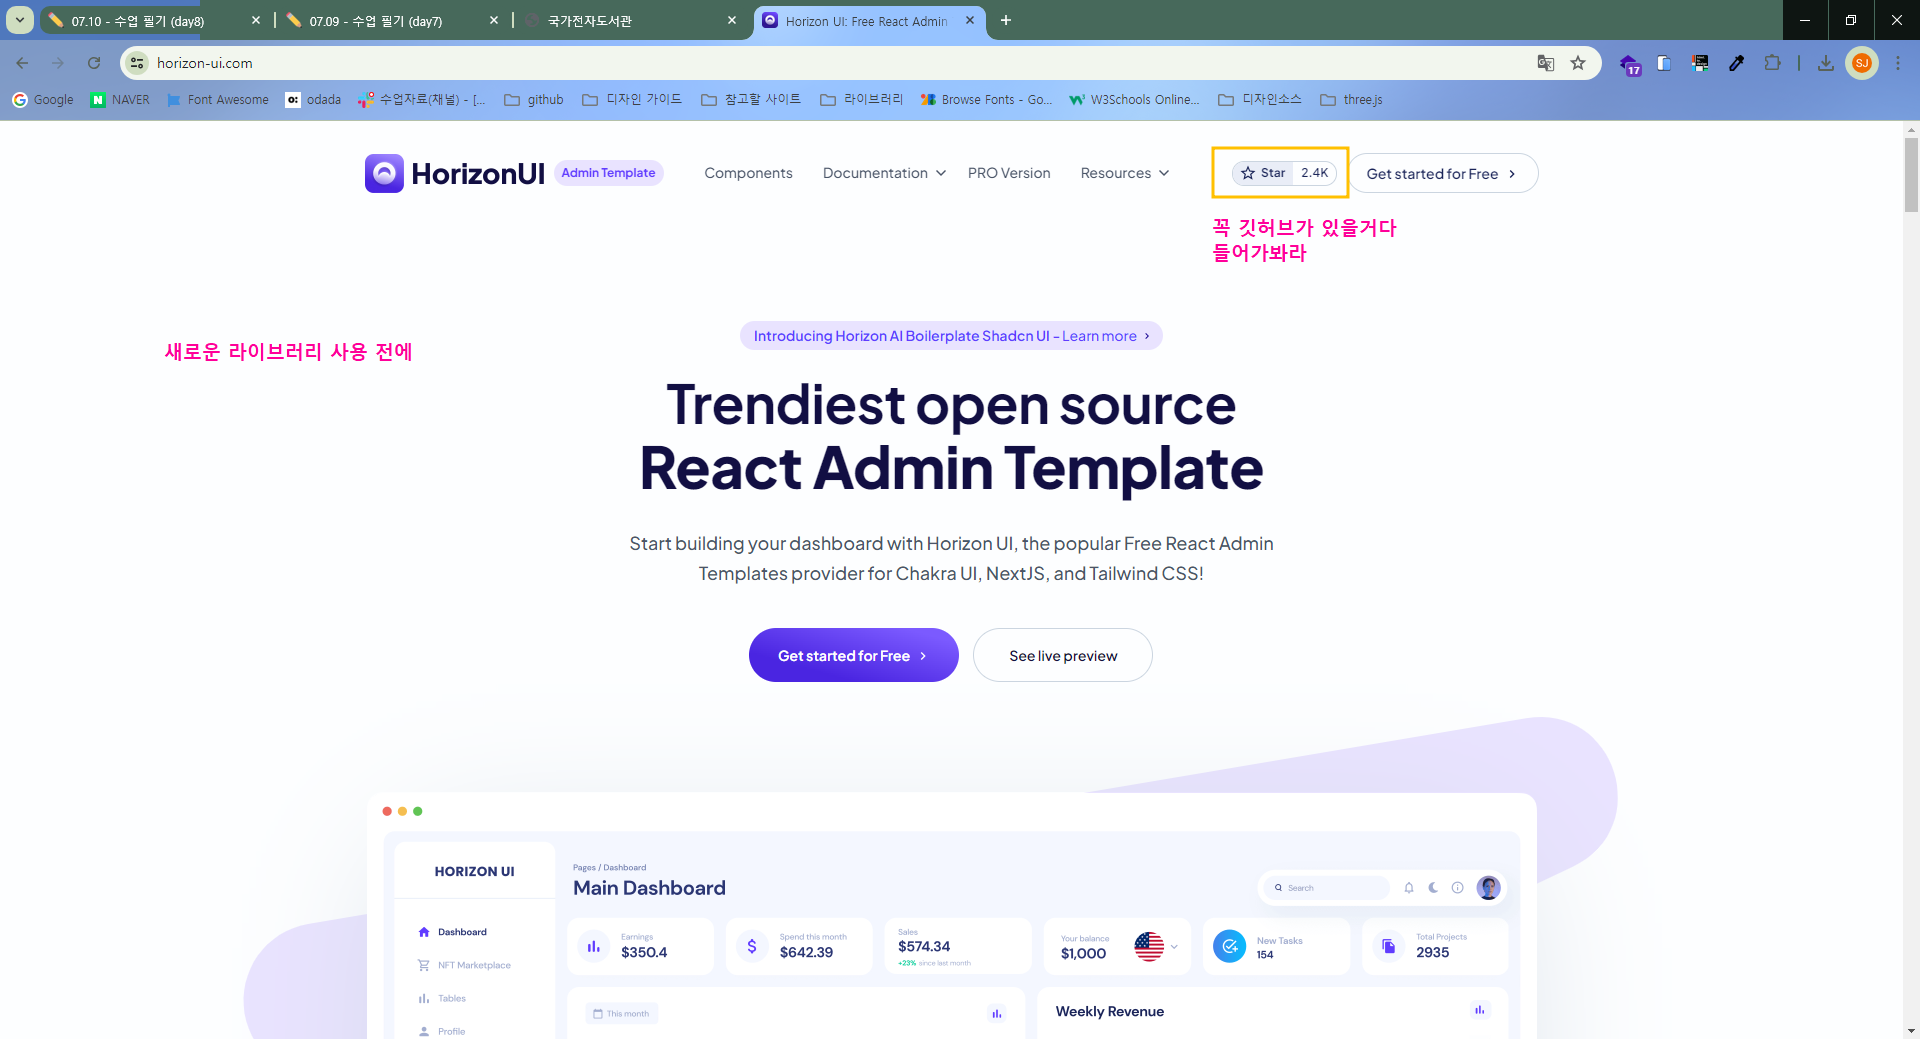 07.10 - 수업 필기 (day8)
07.09 - 수업 필기 (day7)
국가전자도서관
Horizon UI: Free React Admin
horizon-ui.com
17
SJ
Google
NAVER
Font Awesome
odada
수업자료(채널) - [...
github
디자인 가이드
참고할 사이트
라이브러리
Browse Fonts - Go...
W3Schools Online...
디자인소스
three.js
HorizonUI
Admin Template
Components
Documentation
PRO Version
Resources
Star
2.4K
Get started for Free
꼭 깃허브가 있을거다
들어가봐라
새로운 라이브러리 사용 전에
Introducing Horizon AI Boilerplate Shadcn UI - Learn more
Trendiest open source
React Admin Template
Start building your dashboard with Horizon UI, the popular Free React Admin
Templates provider for Chakra UI, NextJS, and Tailwind CSS!
Get started for Free
See live preview
HORIZON UI
Pages / Dashboard
Main Dashboard
Search
Dashboard
NFT Marketplace
Tables
Profile
Earnings
$350.4
Spend this month
$642.39
Sales
$574.34
+23% since last month
Your balance
$1,000
New Tasks
154
Total Projects
2935
This month
Weekly Revenue